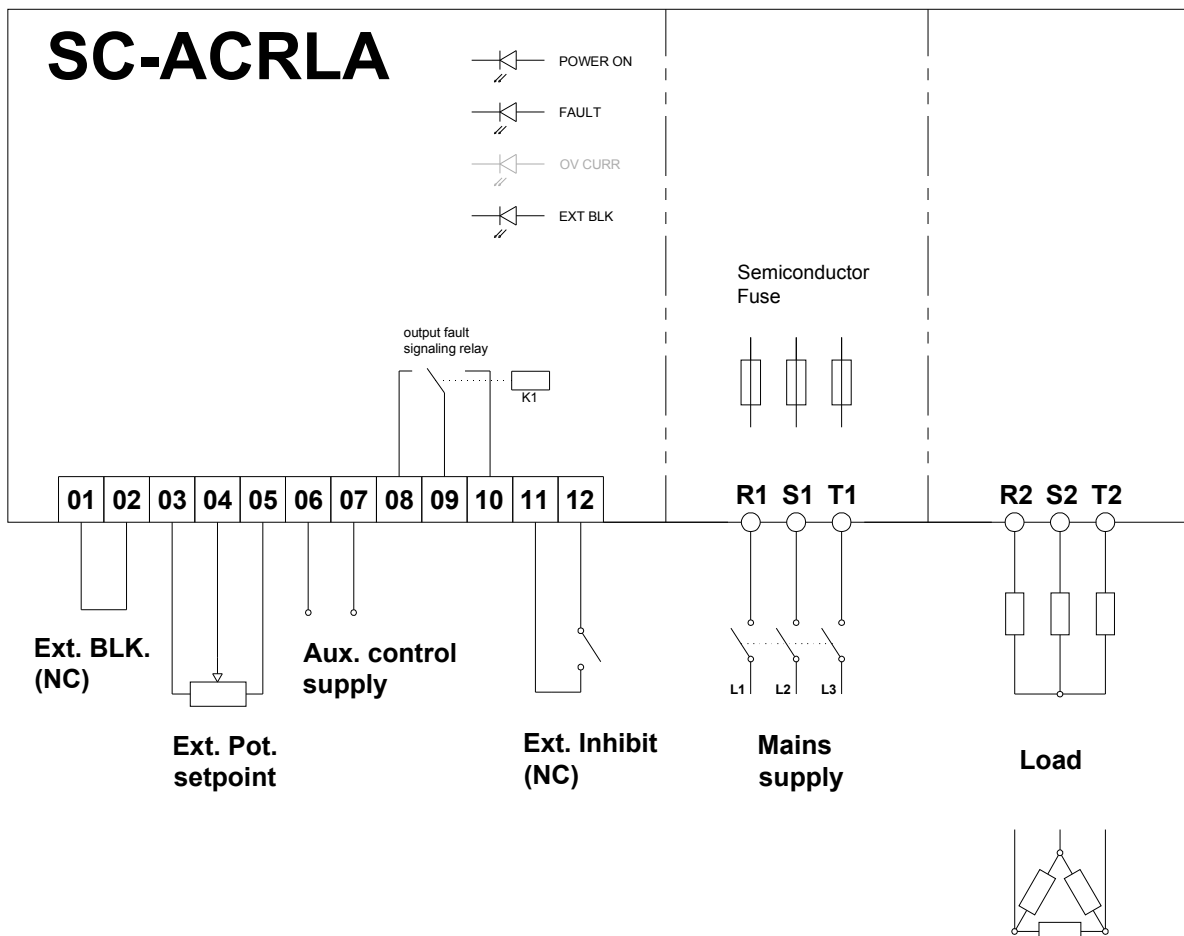 SC-ACRLA
POWER ON
FAULT
OV CURR
EXT BLK
Semiconductor
Fuse
output fault
signaling relay
K1
01 02 03 04 05 06 07 08 09 10 11 12
R1 S1 T1
R2 S2 T2
Ext. BLK.
(NC)
Ext. Pot.
setpoint
Aux. control
supply
Ext. Inhibit
(NC)
L1 L2 L3
Mains
supply
Load